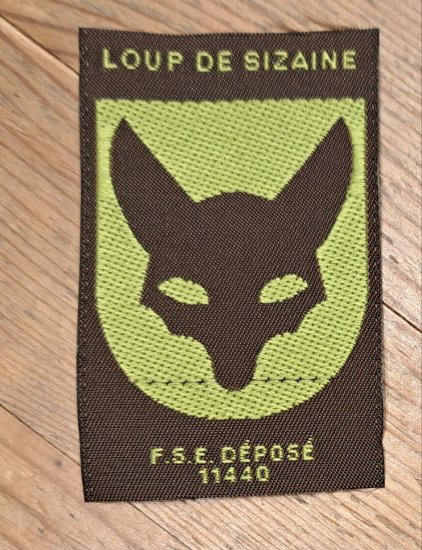 LOUP DE SIZAINE
F.S.E. DÉPOSÉ
11440